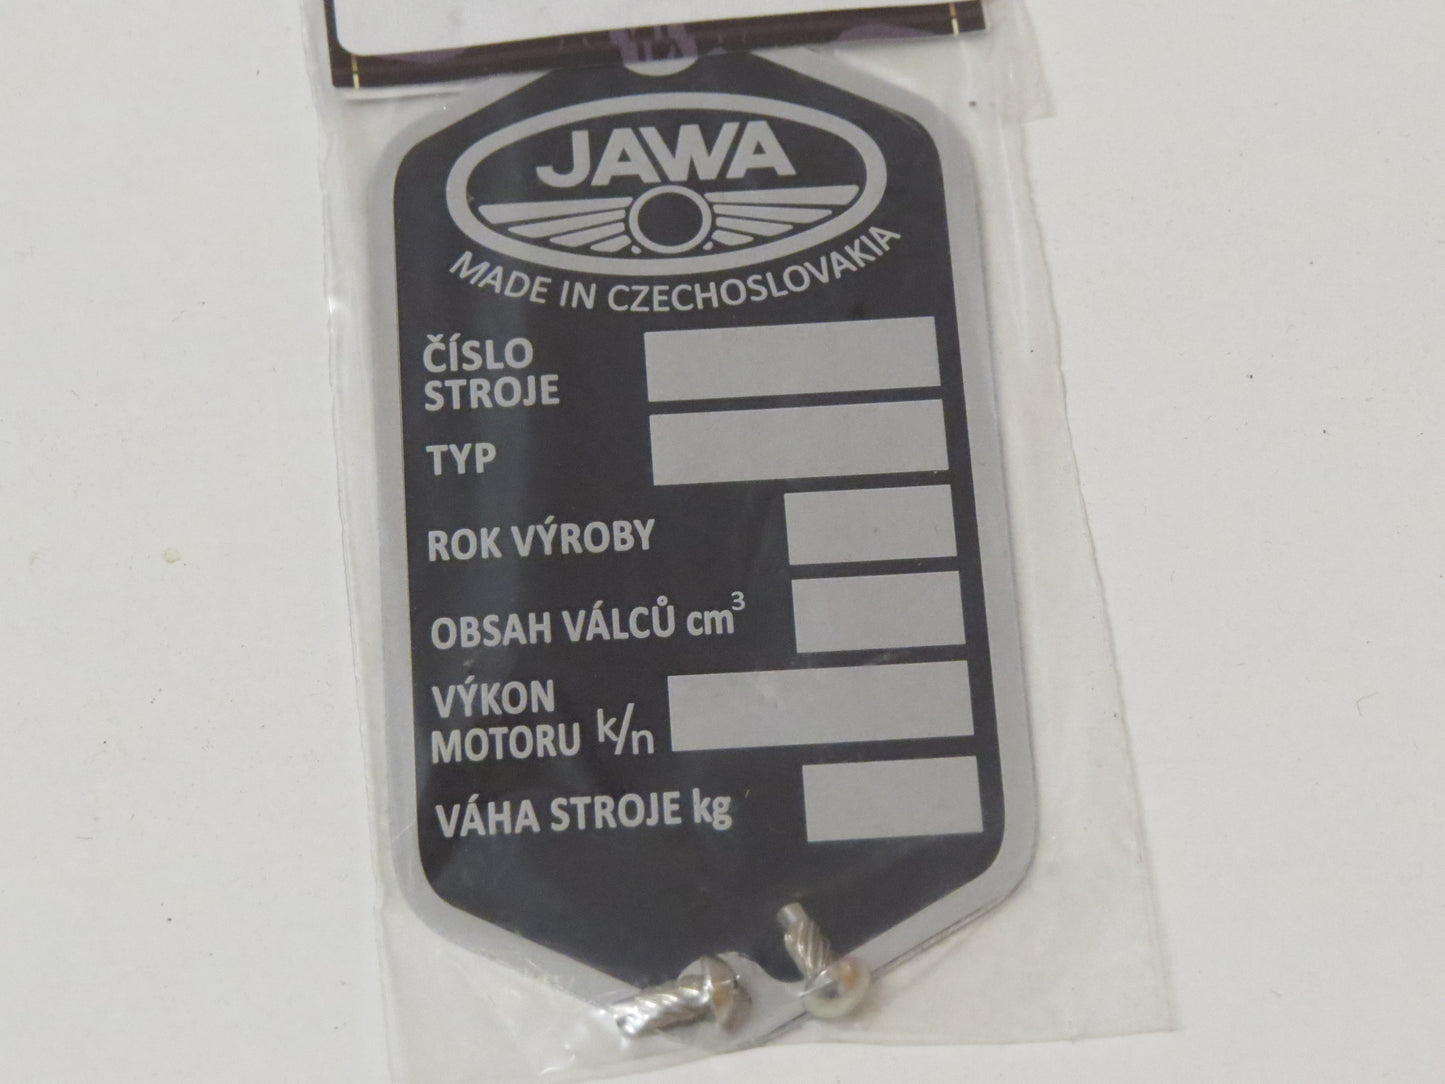 JAWA
MADE IN CZECHOSLOVAKIA
ČÍSLO
STROJE
TYP
ROK VÝROBY
OBSAH VÁLCŮ cm³
VÝKON
MOTORU k/n
VÁHA STROJE kg